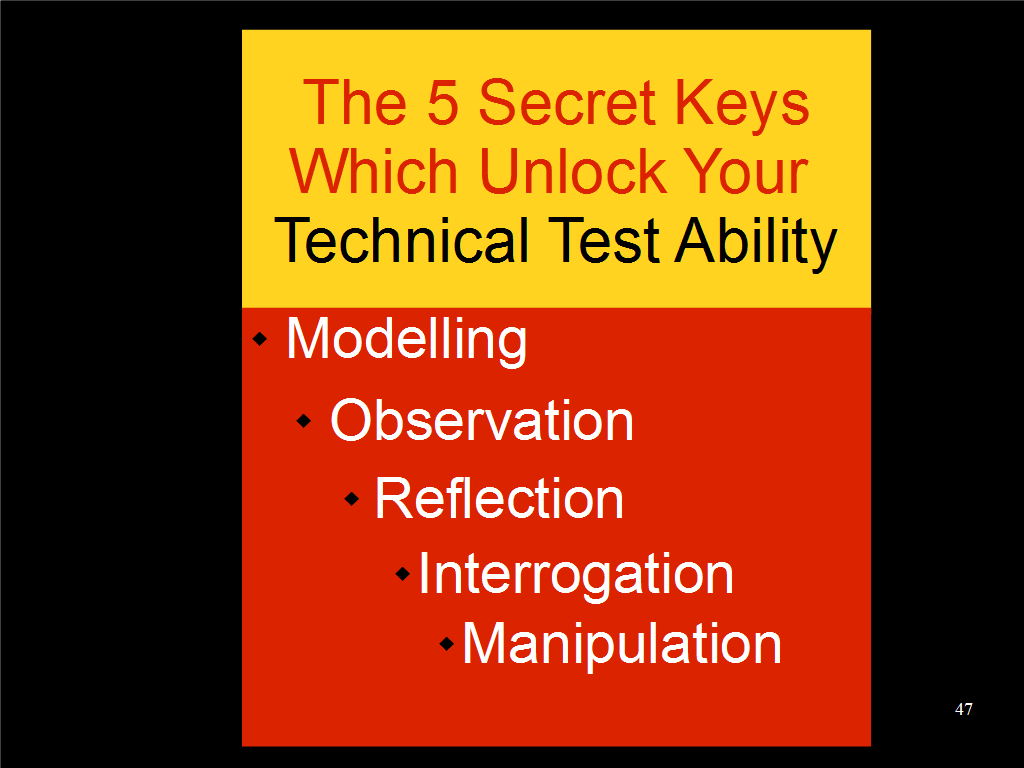 The 5 Secret Keys
Which Unlock Your
Technical Test Ability
Modelling
Observation
Reflection
Interrogation
Manipulation
47